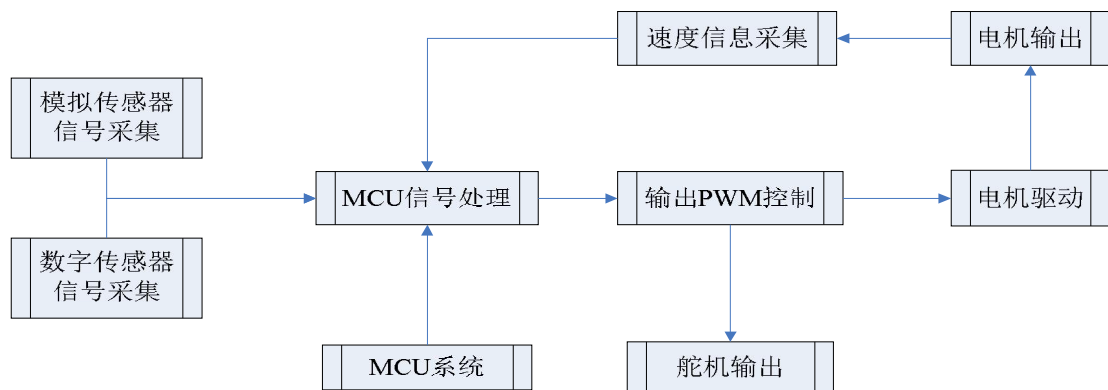 速度信息采集
电机输出
模拟传感器
信号采集
MCU信号处理
输出PWM控制
电机驱动
数字传感器
信号采集
MCU系统
舵机输出